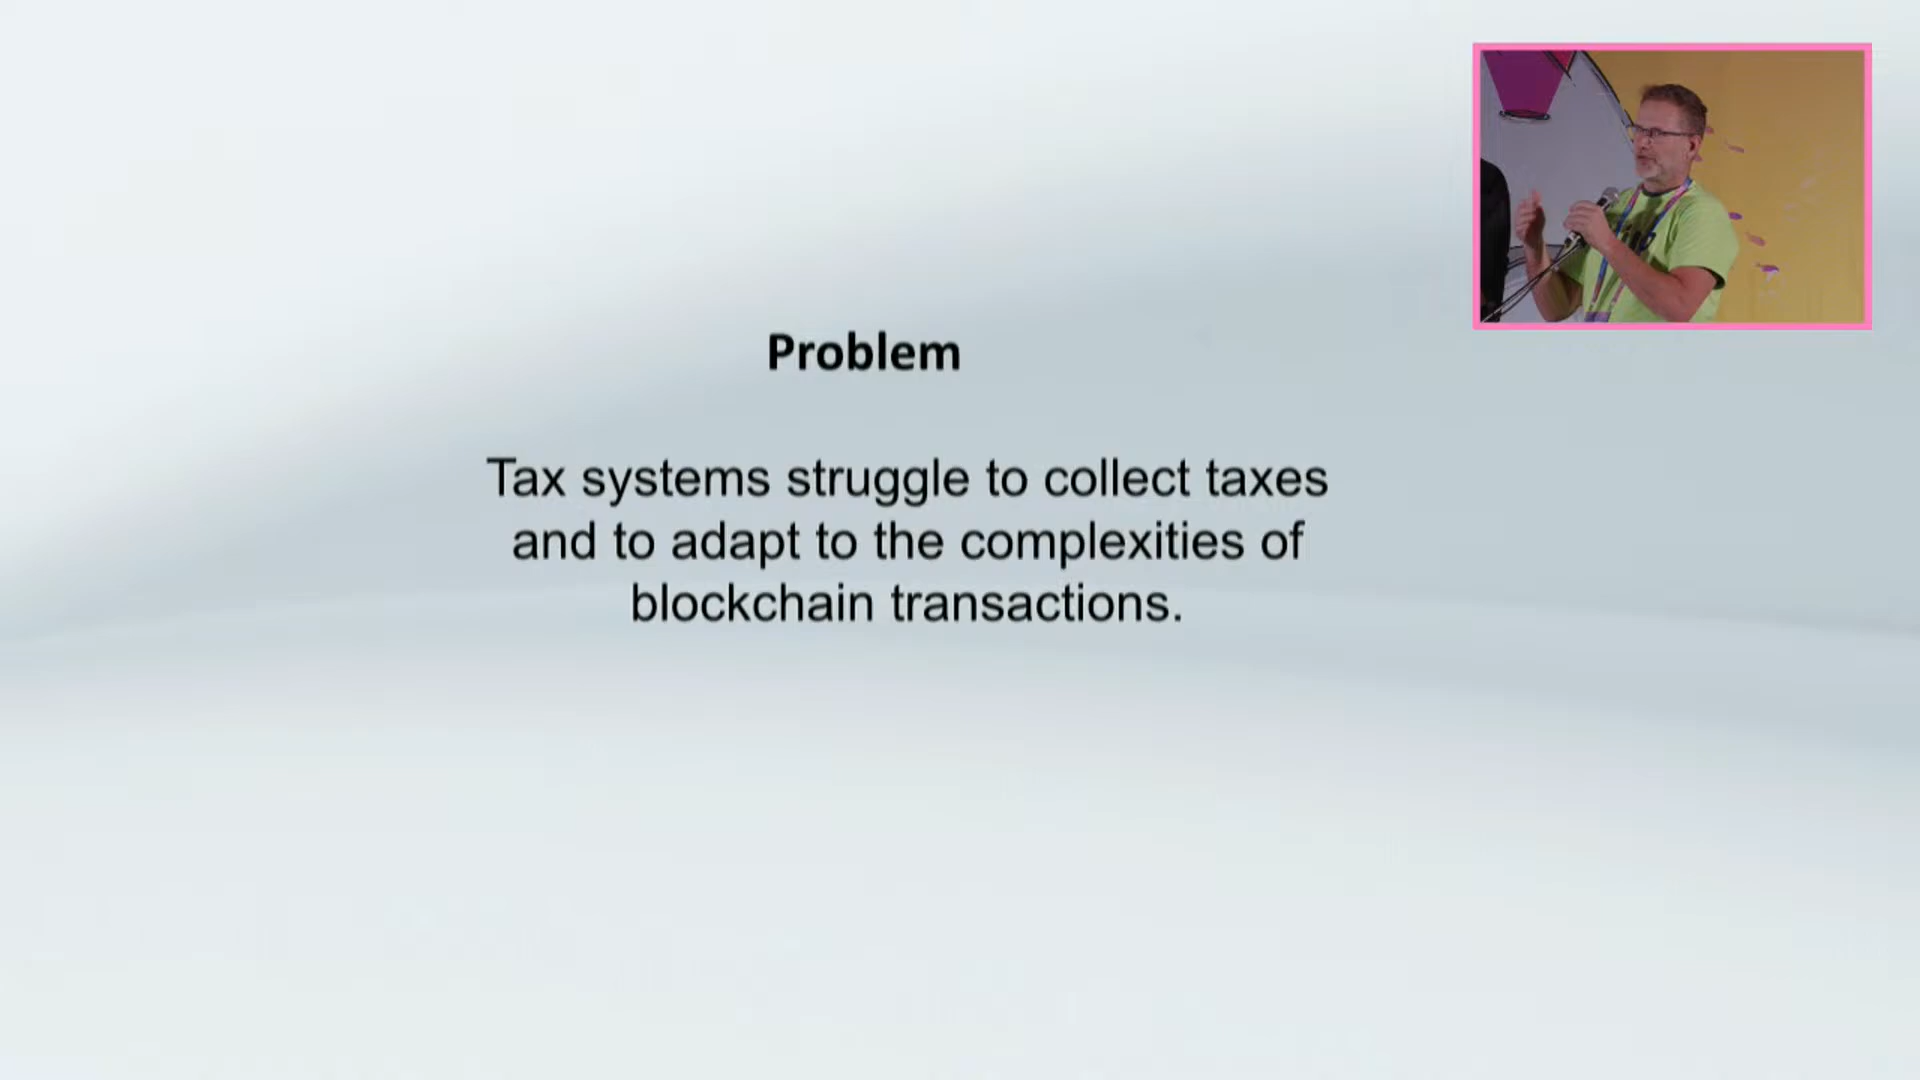 Problem
Tax systems struggle to collect taxes
and to adapt to the complexities of
blockchain transactions.